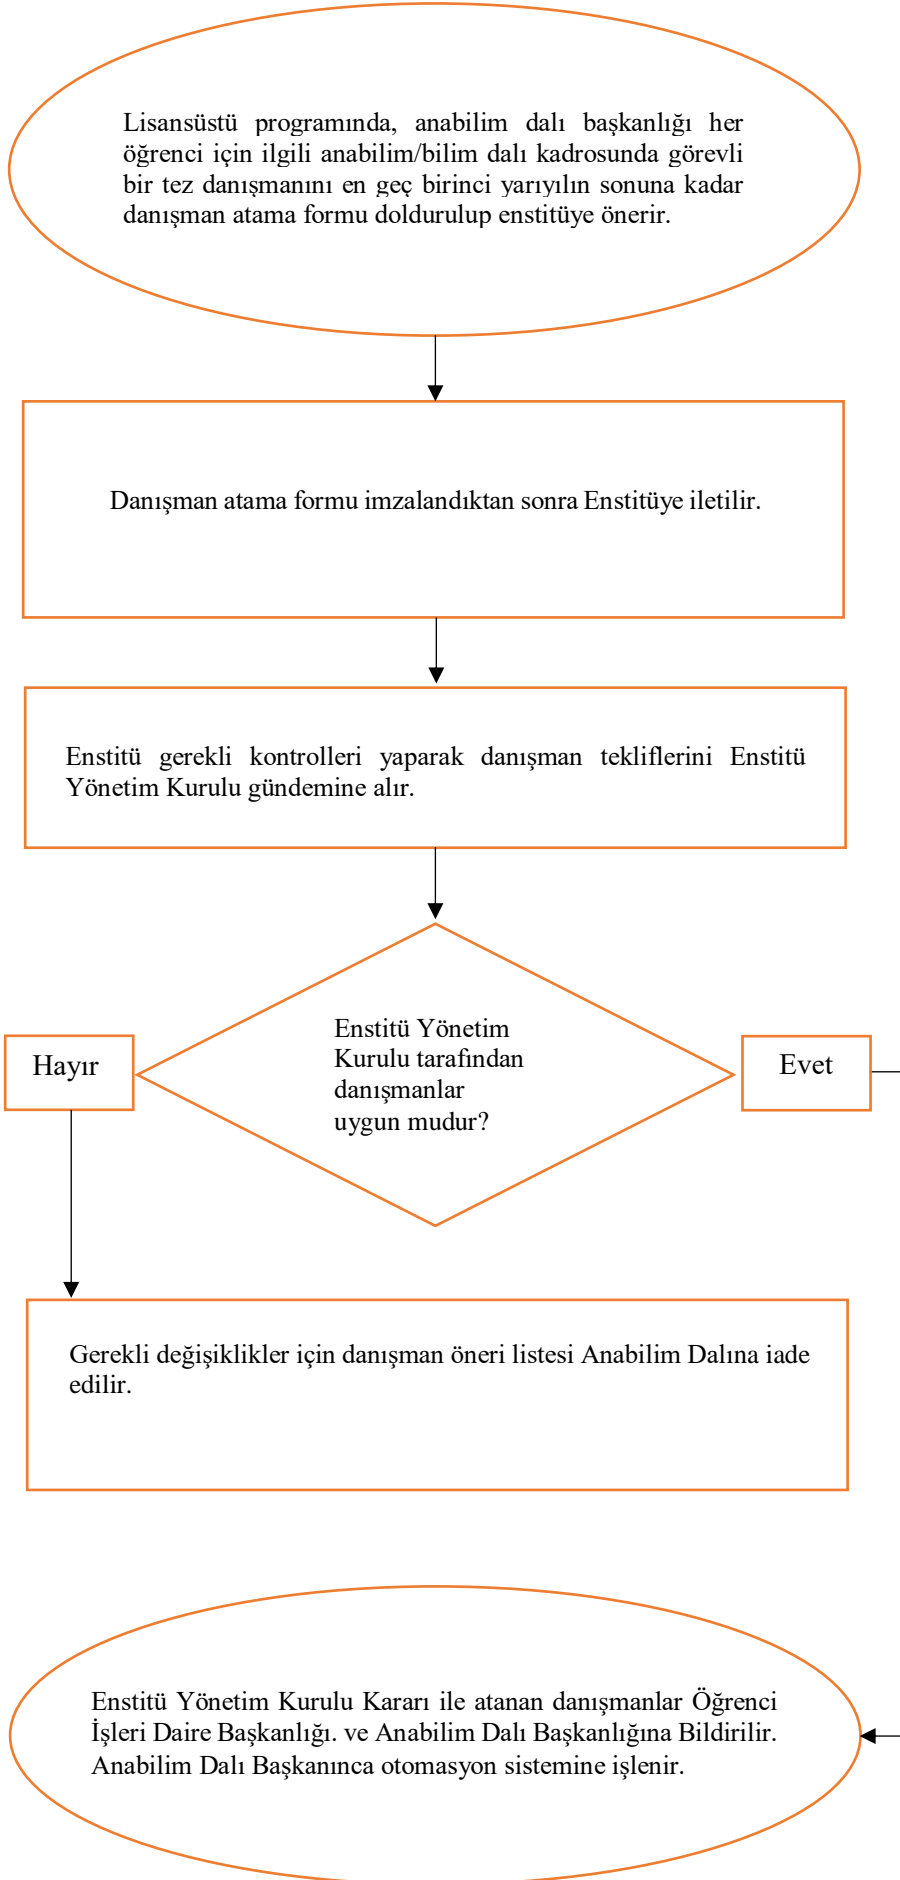 Lisansüstü programında, anabilim dalı başkanlığı her
öğrenci için ilgili anabilim/bilim dalı kadrosunda görevli
bir tez danışmanını en geç birinci yarıyılın sonuna kadar
danışman atama formu doldurulup enstitüye önerir.
Danışman atama formu imzalandıktan sonra Enstitüye iletilir.
Enstitü gerekli kontrolleri yaparak danışman tekliflerini Enstitü
Yönetim Kurulu gündemine alır.
Enstitü Yönetim
Kurulu tarafından
danışmanlar
uygun mudur?
Hayır
Evet
Gerekli değişiklikler için danışman öneri listesi Anabilim Dalına iade
edilir.
Enstitü Yönetim Kurulu Kararı ile atanan danışmanlar Öğrenci
İşleri Daire Başkanlığı. ve Anabilim Dalı Başkanlığına Bildirilir.
Anabilim Dalı Başkanınca otomasyon sistemine işlenir.